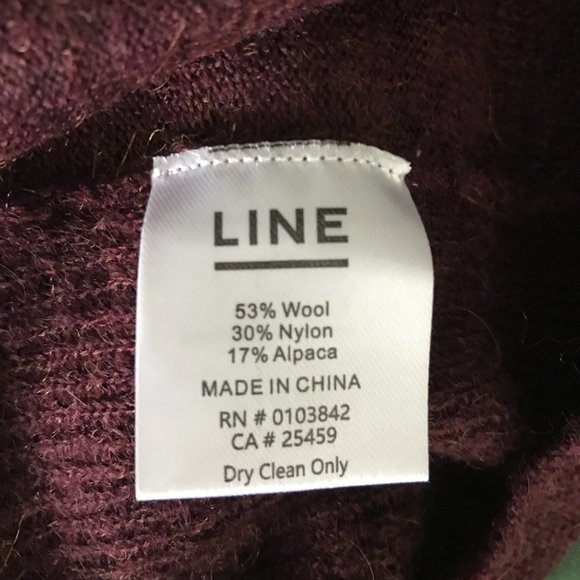 LINE
53% Wool
30% Nylon
17% Alpaca
MADE IN CHINA
RN # 0103842
CA # 25459
Dry Clean Only